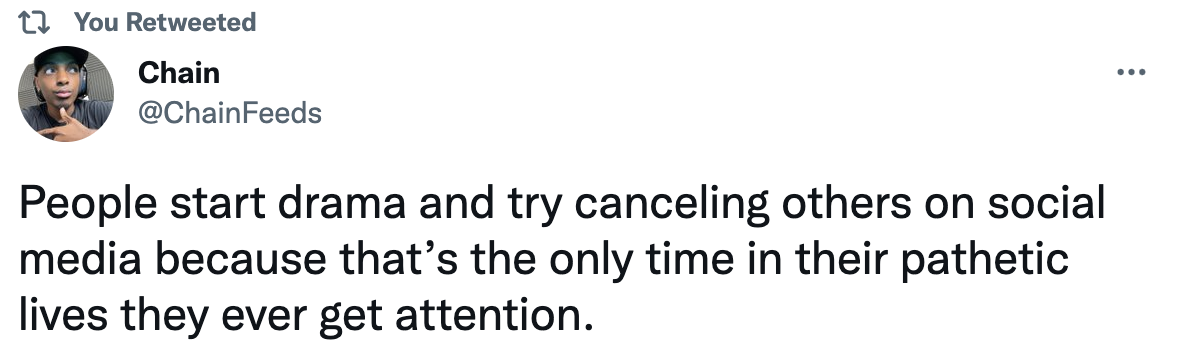 You Retweeted
Chain
@ChainFeeds
People start drama and try canceling others on social
media because that’s the only time in their pathetic
lives they ever get attention.